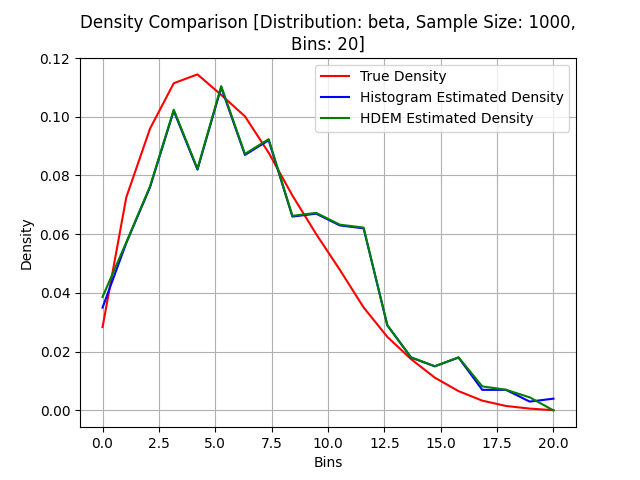 Density Comparison [Distribution: beta, Sample Size: 1000,
Bins: 20]
True Density
Histogram Estimated Density
HDEM Estimated Density
Density
0.12
0.10
0.08
0.06
0.04
0.02
0.00
0.0 2.5 5.0 7.5 10.0 12.5 15.0 17.5 20.0
Bins